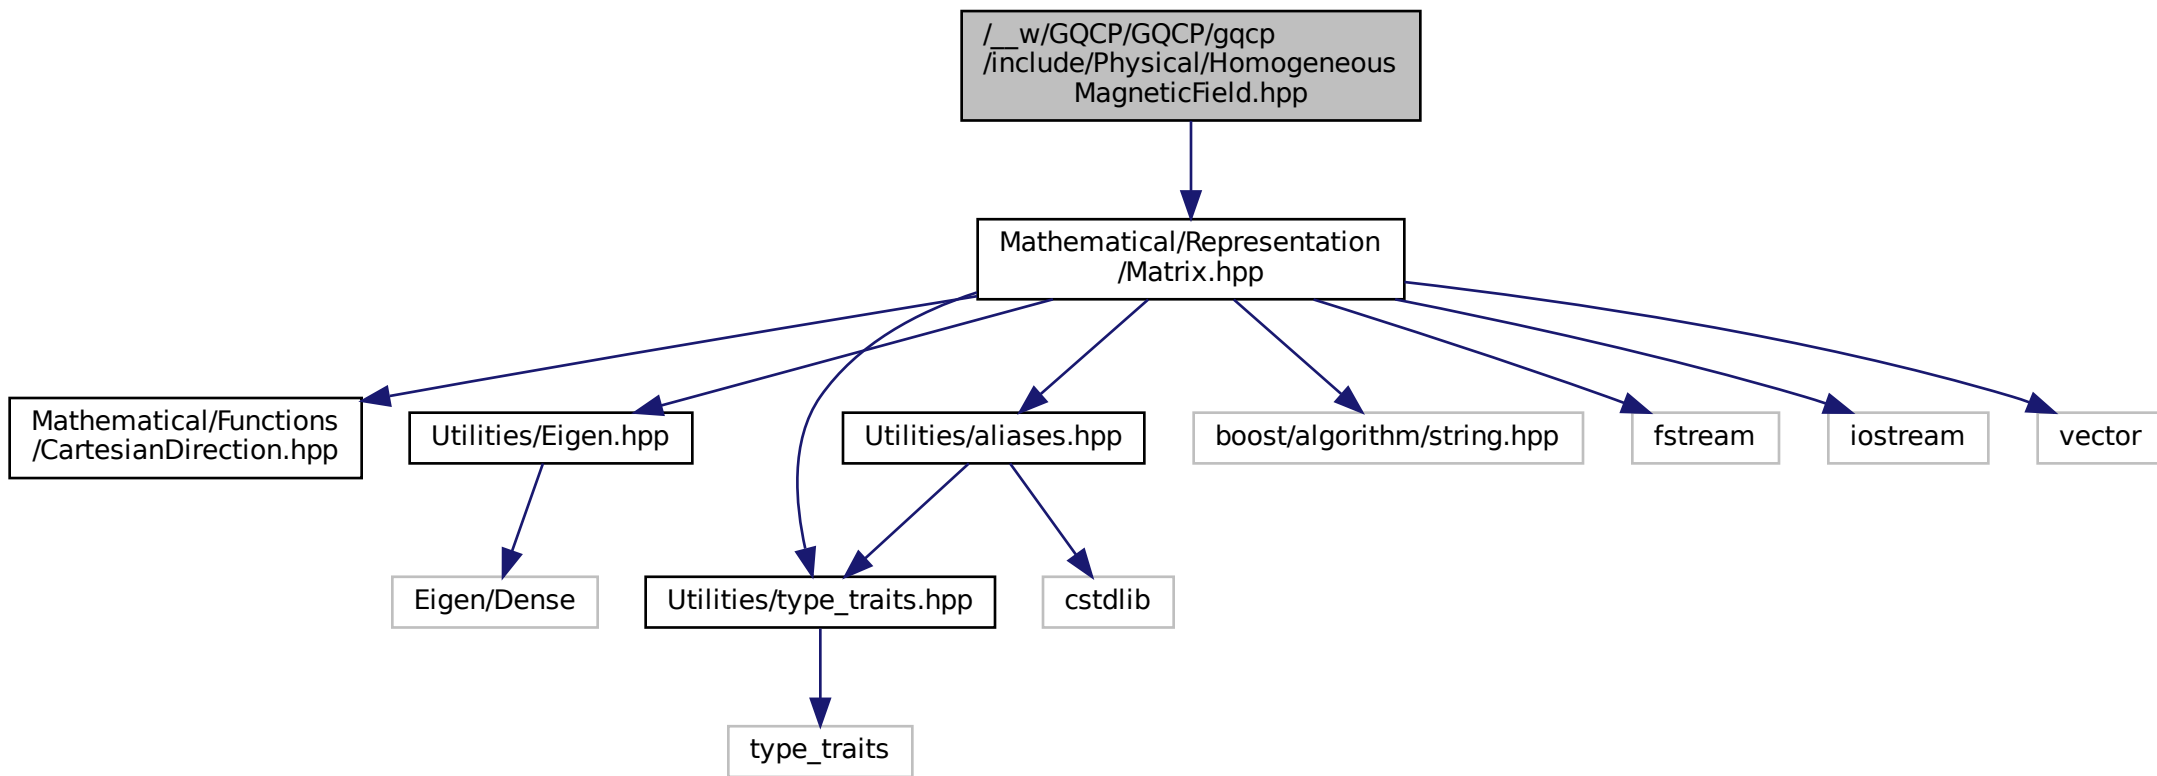 /__w/GQCP/GQCP/gqcp
/include/Physical/Homogeneous
MagneticField.hpp
Mathematical/Representation
/Matrix.hpp
Mathematical/Functions
/CartesianDirection.hpp
Utilities/Eigen.hpp
Utilities/aliases.hpp
boost/algorithm/string.hpp
fstream
iostream
vector
Eigen/Dense
Utilities/type_traits.hpp
cstdlib
type_traits